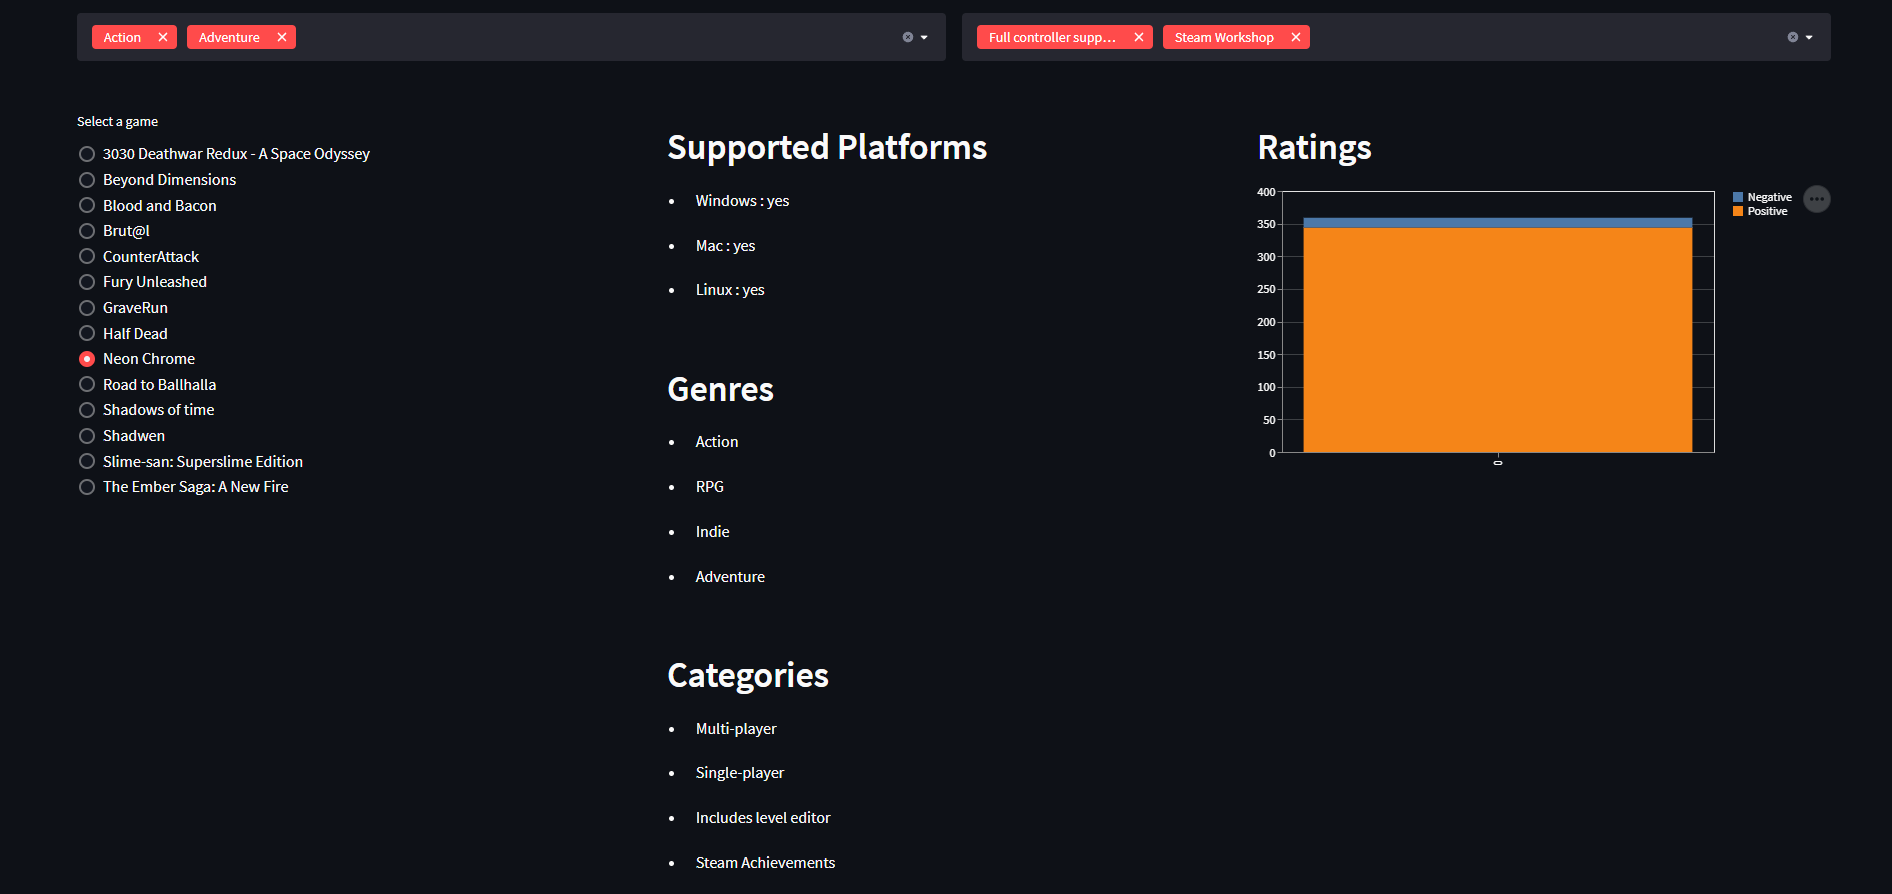 Action
Adventure
Full controller supp...
Steam Workshop
Select a game
3030 Deathwar Redux - A Space Odyssey
Beyond Dimensions
Blood and Bacon
Brut@l
CounterAttack
Fury Unleashed
GraveRun
Half Dead
Neon Chrome
Road to Ballhalla
Shadows of time
Shadwen
Slime-san: Superslime Edition
The Ember Saga: A New Fire
Supported Platforms
• Windows : yes
• Mac : yes
• Linux : yes
Genres
• Action
• RPG
• Indie
• Adventure
Categories
• Multi-player
• Single-player
• Includes level editor
• Steam Achievements
Ratings
400
350
300
250
200
150
100
50
0
0
Negative
Positive